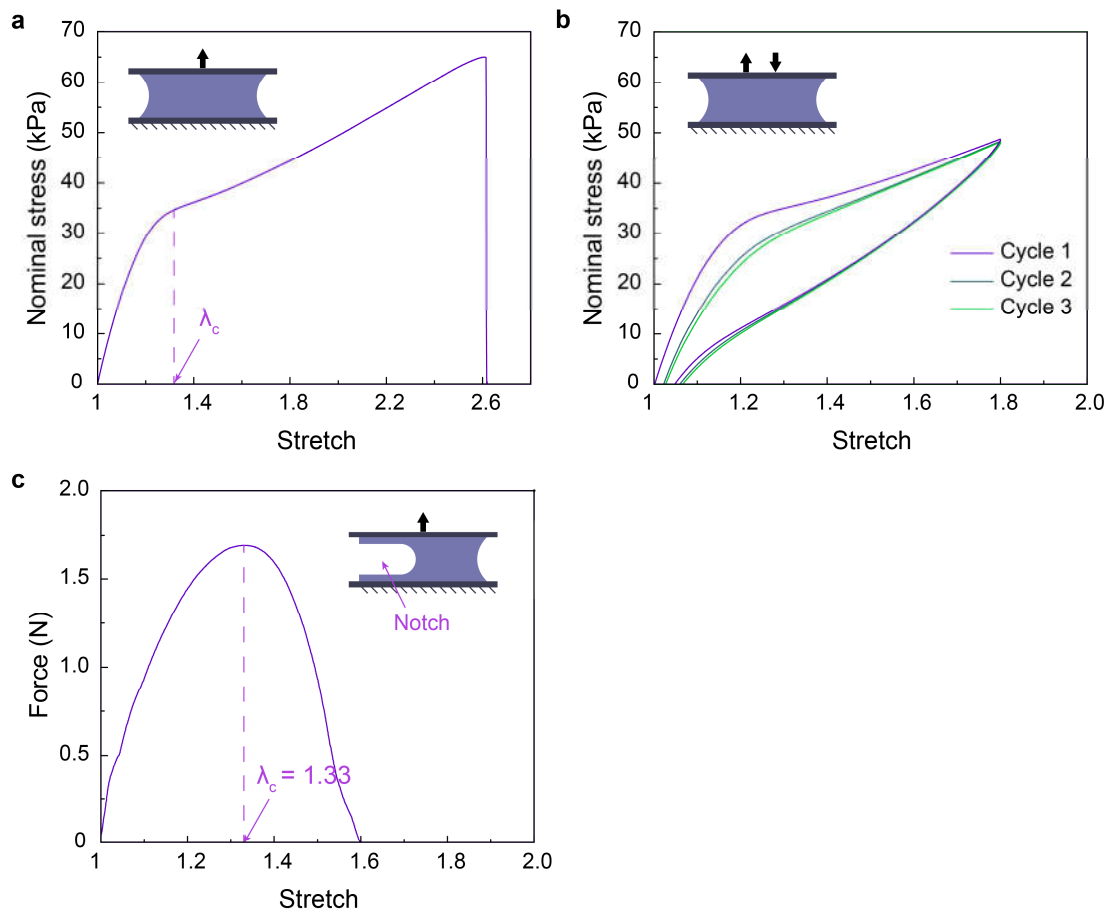 a
70
60
50
40
30
20
10
0
Nominal stress (kPa)
λc
1
1.4
1.8
2.2
2.6
Stretch
b
70
60
50
40
30
20
10
0
Nominal stress (kPa)
Cycle 1
Cycle 2
Cycle 3
1
1.2
1.4
1.6
1.8
2.0
Stretch
c
2.0
1.5
1.0
0.5
0
Force (N)
Notch
λc = 1.33
1
1.2
1.4
1.6
1.8
2.0
Stretch